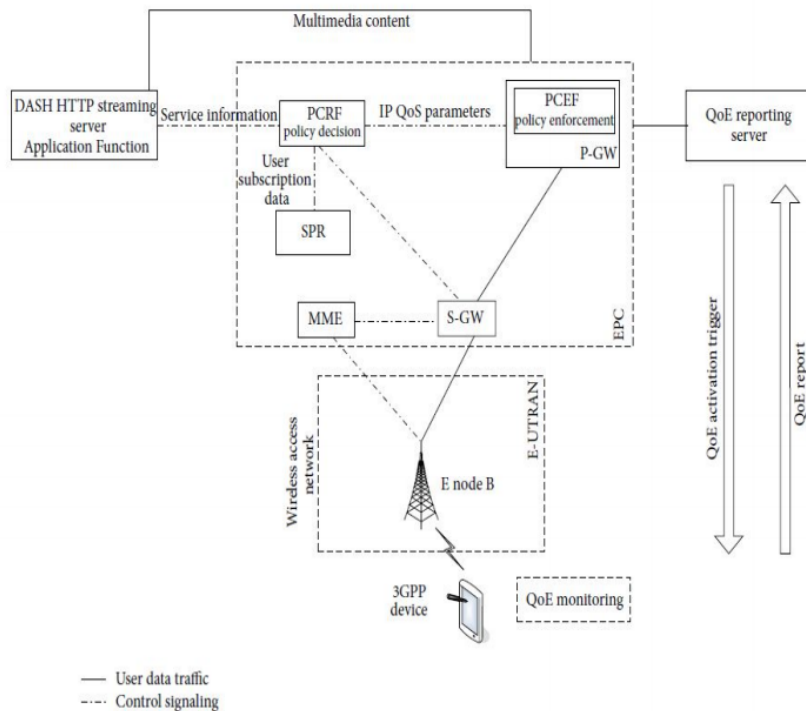 Multimedia content
DASH HTTP streaming
server
Application Function
Service information
PCRF
policy decision
IP QoS parameters
PCEF
policy enforcement
P-GW
QoE reporting
server
User
subscription
data
SPR
MME
S-GW
EPC
QoE activation trigger
QoE report
Wireless access
network
E-UTRAN
E node B
3GPP
device
QoE monitoring
User data traffic
Control signaling